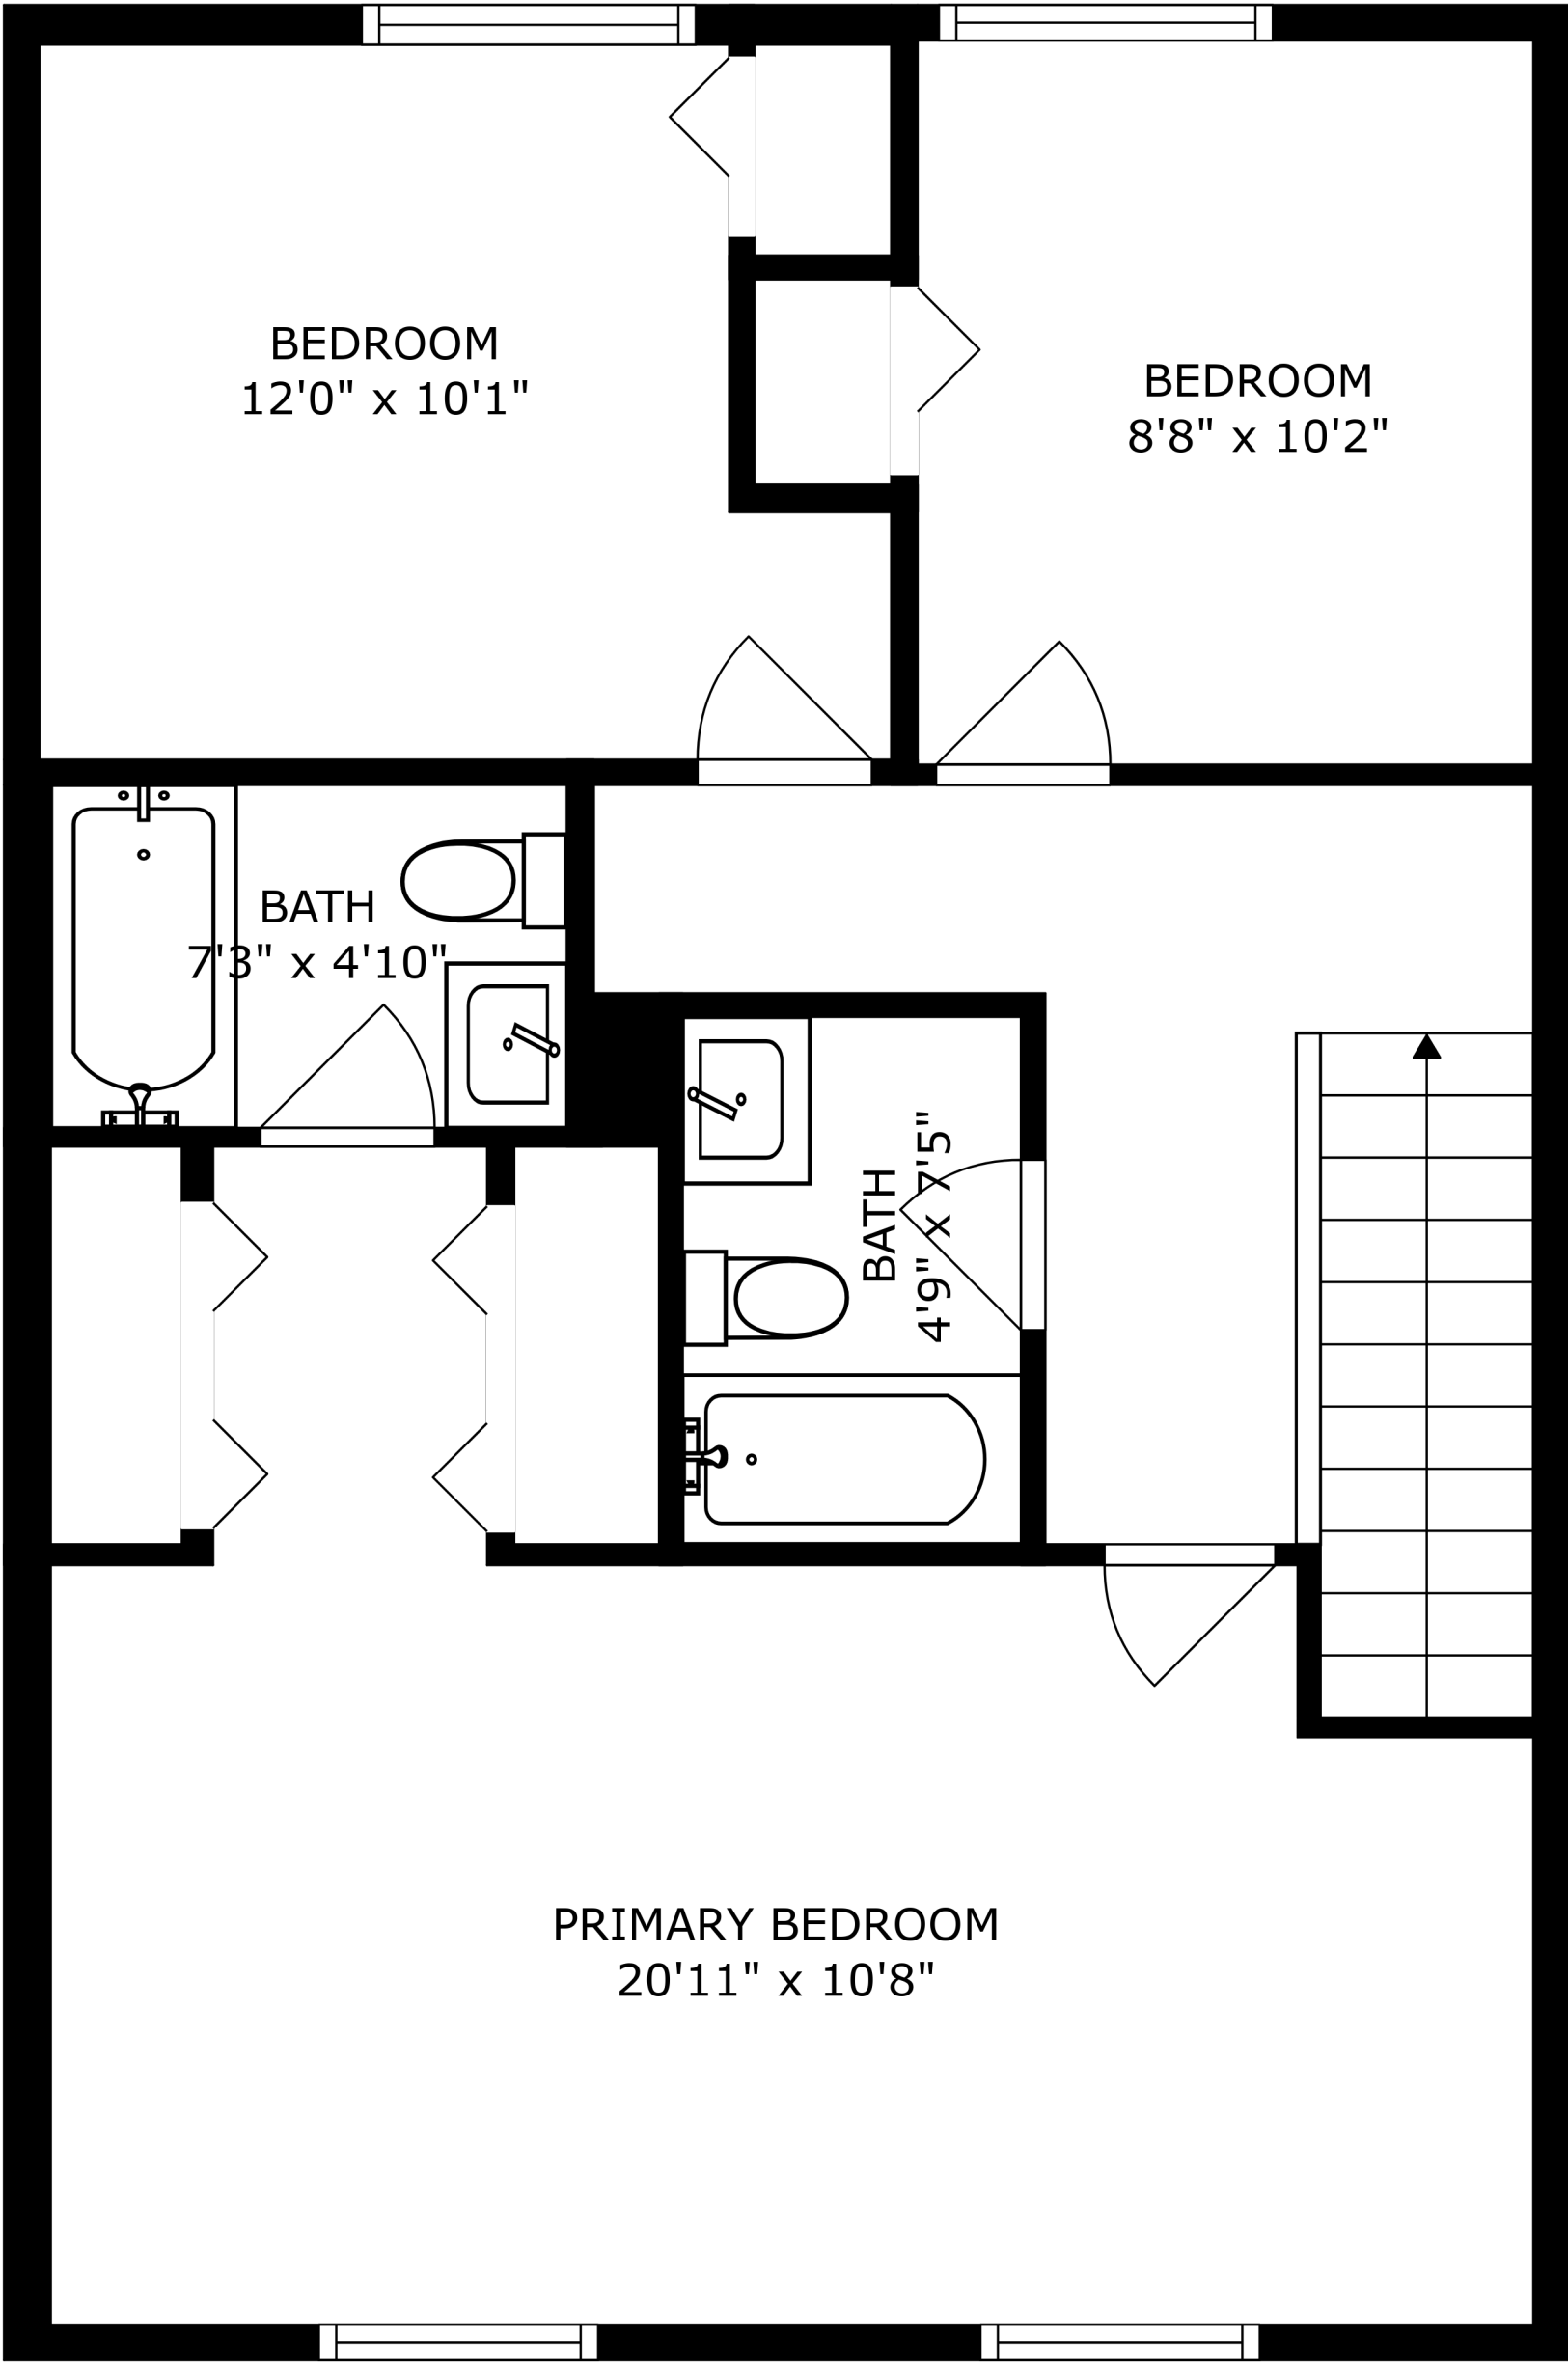 BEDROOM
12'0" x 10'1"
BEDROOM
8'8" x 10'2"
BATH
7'3" x 4'10"
BATH
4'9" x 7'5"
PRIMARY BEDROOM
20'11" x 10'8"